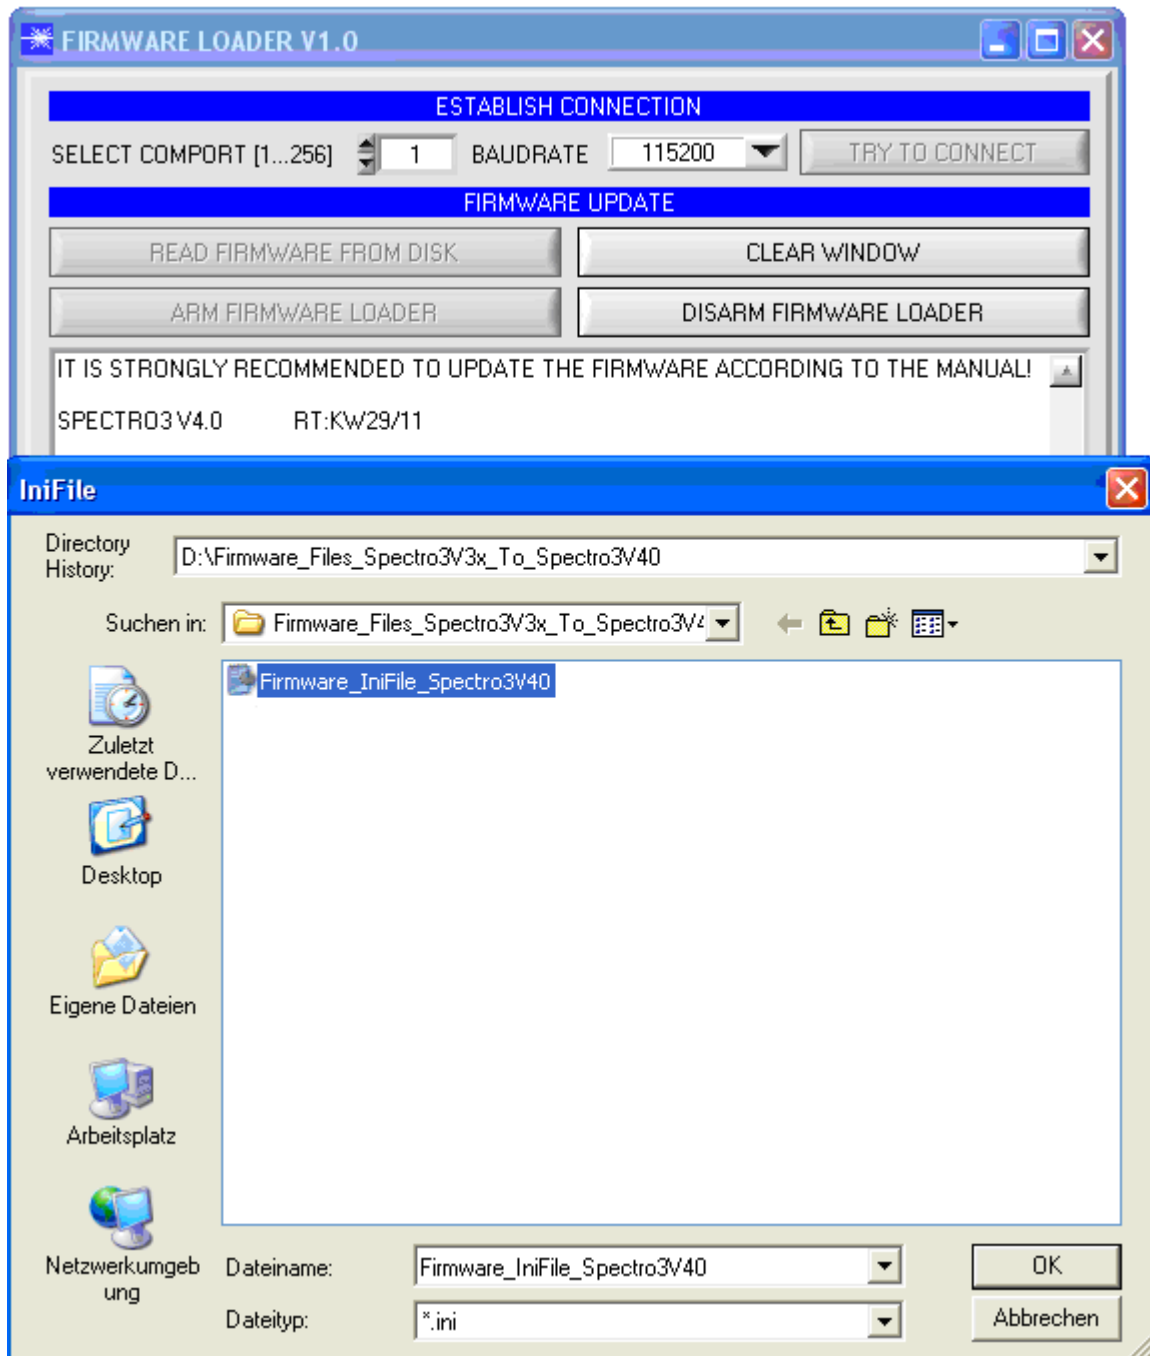 FIRMWARE LOADER V1.0
ESTABLISH CONNECTION
SELECT COMPORT [1...256] 1 BAUDRATE 115200 TRY TO CONNECT
FIRMWARE UPDATE
READ FIRMWARE FROM DISK CLEAR WINDOW
ARM FIRMWARE LOADER DISARM FIRMWARE LOADER
IT IS STRONGLY RECOMMENDED TO UPDATE THE FIRMWARE ACCORDING TO THE MANUAL!
SPECTRO3 V4.0 RT:KW29/11
IniFile
Directory
History:
D:\Firmware_Files_Spectro3V3x_To_Spectro3V40
Suchen in: Firmware_Files_Spectro3V3x_To_Spectro3V4
Firmware_IniFile_Spectro3V40
Zuletzt
verwendete D...
Desktop
Eigene Dateien
Arbeitsplatz
Netzwerkumgeb
ung
Dateiname: Firmware_IniFile_Spectro3V40 OK
Dateityp: *.ini Abbrechen